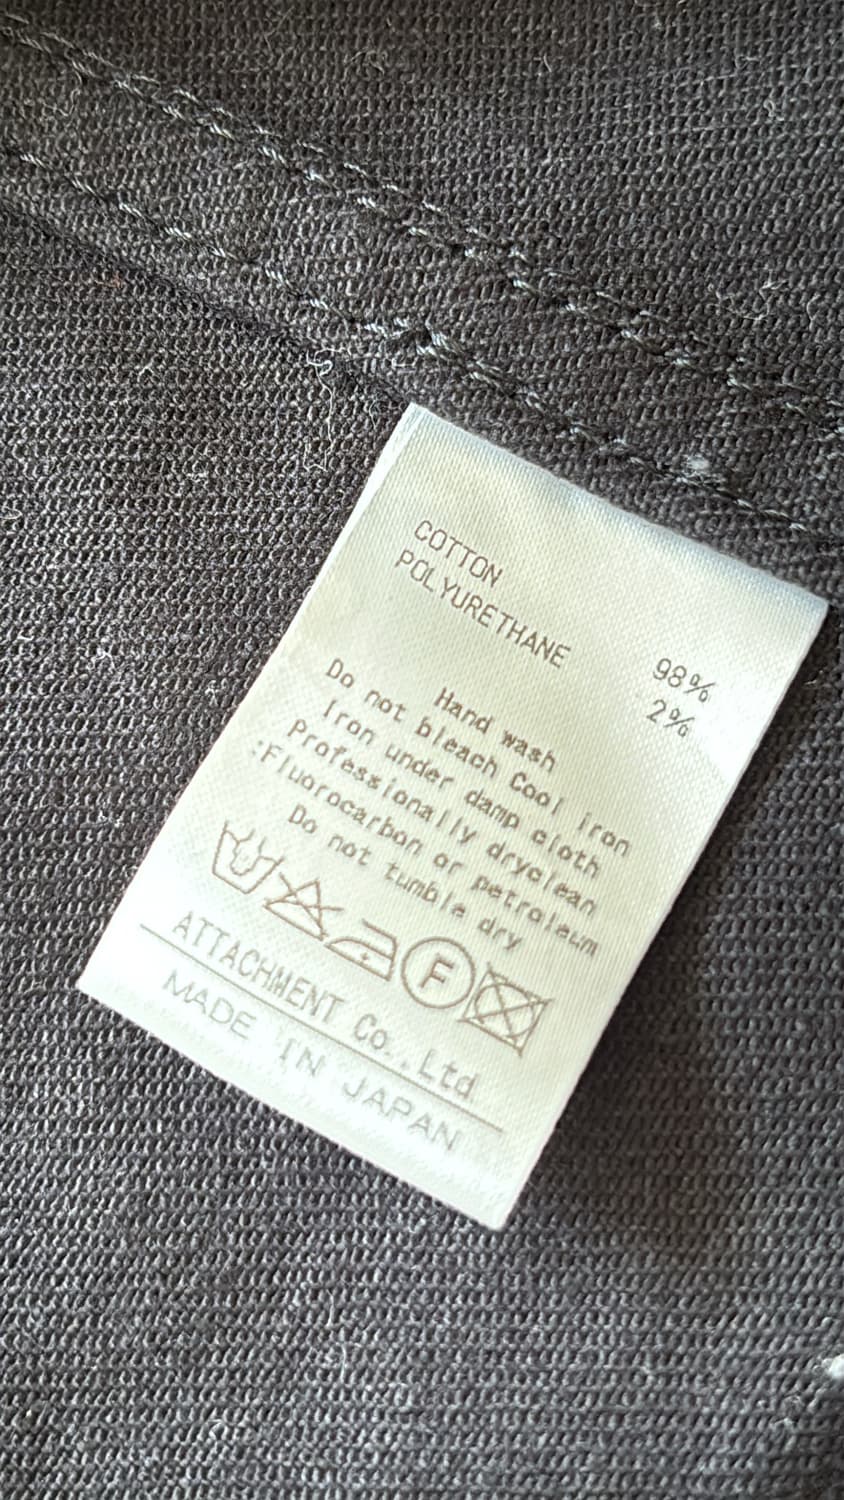 COTTON 98%
POLYURETHANE 2%
Hand wash
Do not bleach Cool iron
Iron under damp cloth
Professionally dryclean
:Fluorocarbon or petroleum
Do not tumble dry
F
ATTACHMENT Co.,Ltd
MADE IN JAPAN